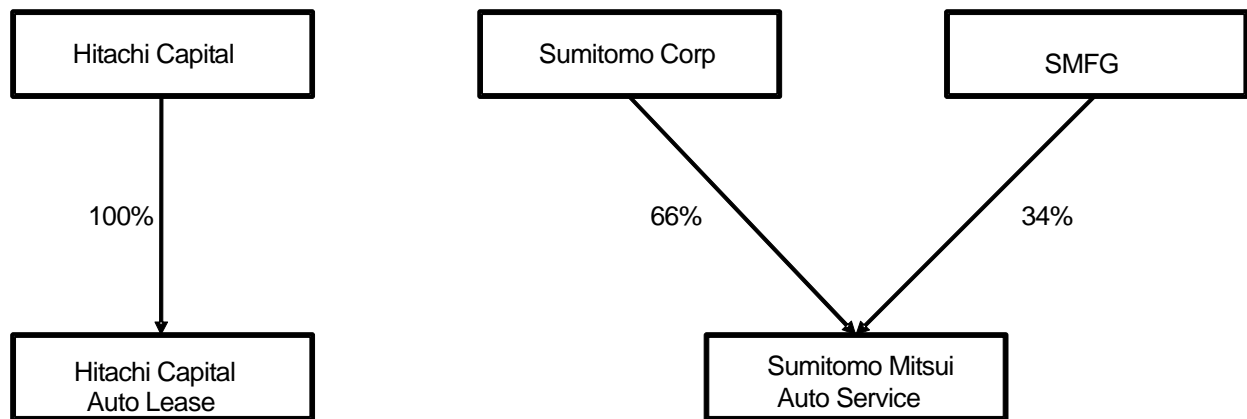 Hitachi Capital
Sumitomo Corp
SMFG
100%
66%
34%
Hitachi Capital
Auto Lease
Sumitomo Mitsui
Auto Service